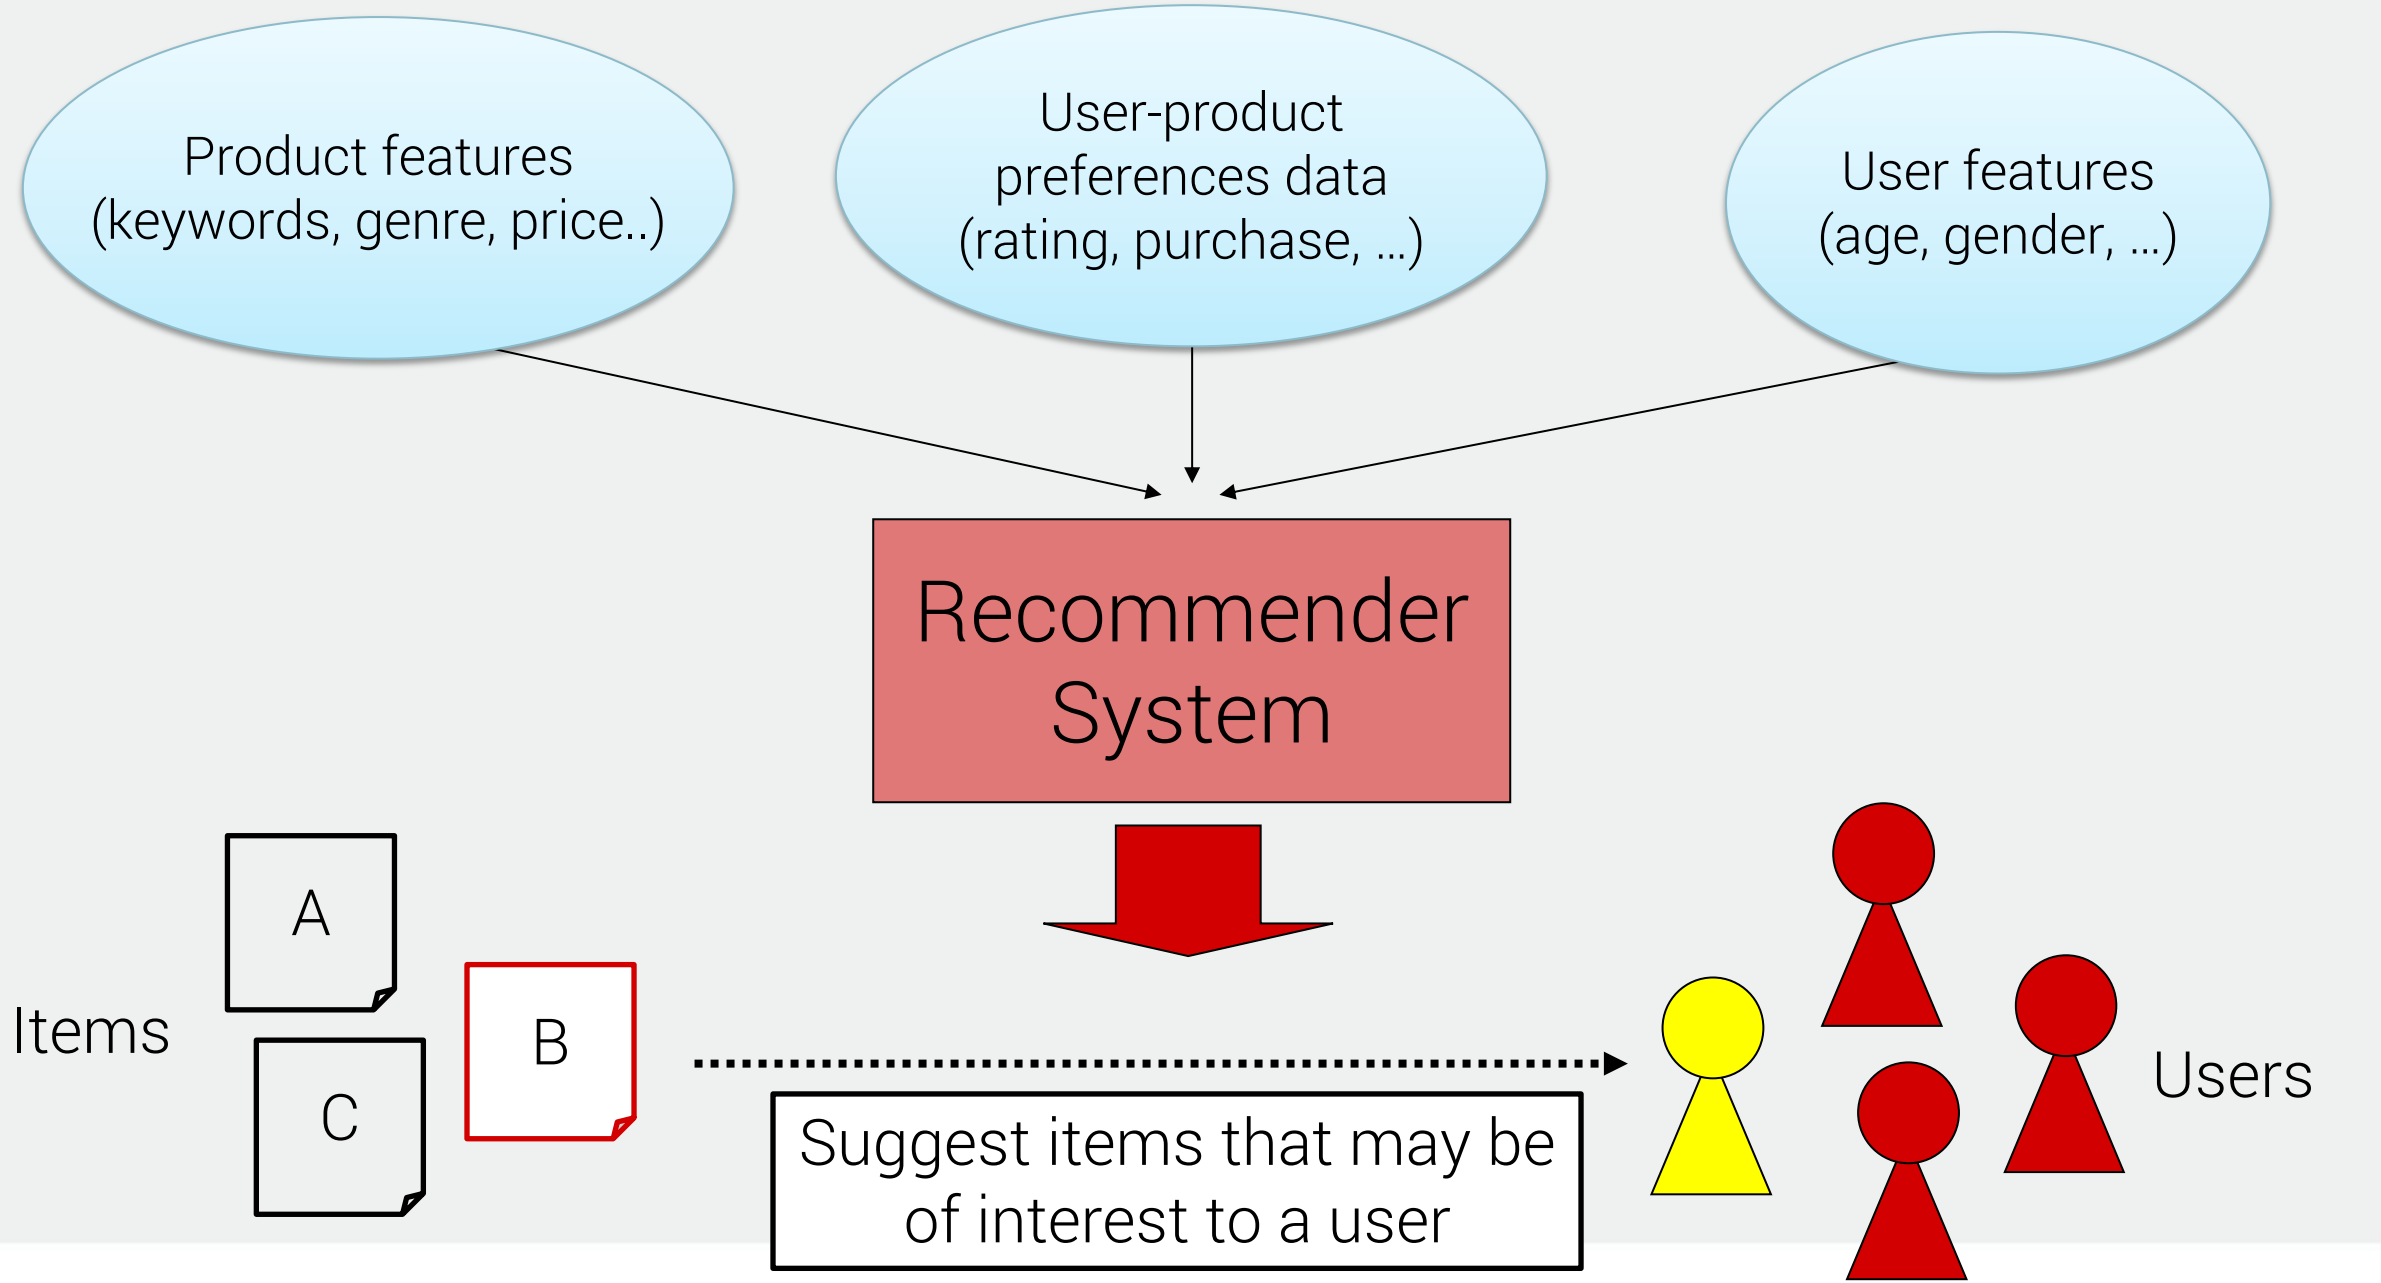 Product features
(keywords, genre, price..)
User-product
preferences data
(rating, purchase, ...)
User features
(age, gender, ...)
Recommender
System
A
B
C
Items
Users
Suggest items that may be
of interest to a user